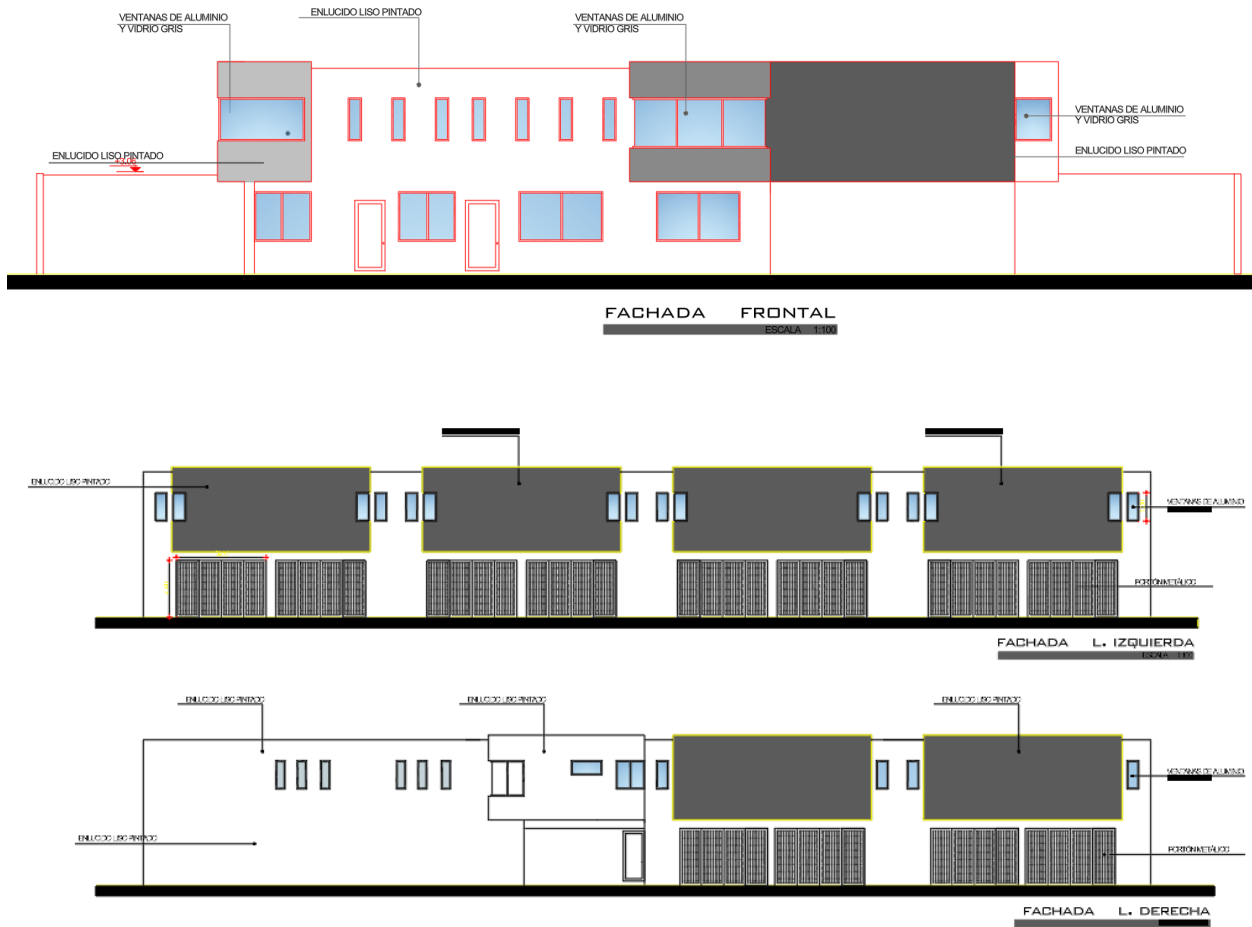 VENTANAS DE ALUMINIO
Y VIDRIO GRIS
ENLUCIDO LISO PINTADO
VENTANAS DE ALUMINIO
Y VIDRIO GRIS
VENTANAS DE ALUMINIO
Y VIDRIO GRIS
ENLUCIDO LISO PINTADO
ENLUCIDO LISO PINTADO
FACHADA FRONTAL
ESCALA 1:100
ENLUCIDO LISO PINTADO
VENTANAS DE ALUMINIO
PORTÓN METÁLICO
FACHADA L. IZQUIERDA
ESCALA 1:100
ENLUCIDO LISO PINTADO
ENLUCIDO LISO PINTADO
ENLUCIDO LISO PINTADO
VENTANAS DE ALUMINIO
ENLUCIDO LISO PINTADO
PORTÓN METÁLICO
FACHADA L. DERECHA